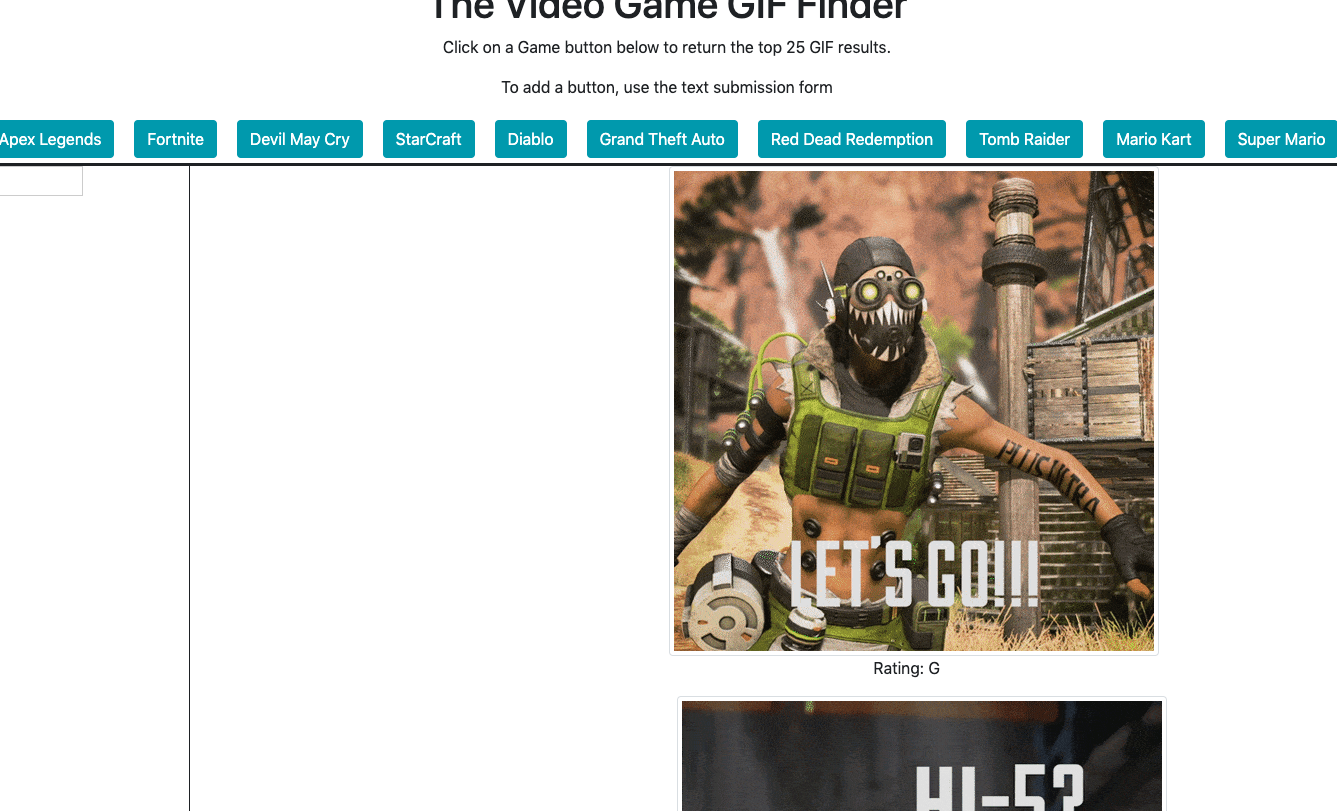 The Video Game GIF Finder
Click on a Game button below to return the top 25 GIF results.
To add a button, use the text submission form
Apex Legends Fortnite Devil May Cry StarCraft Diablo Grand Theft Auto Red Dead Redemption Tomb Raider Mario Kart Super Mario
PLUS ULTRA
LET'S GO!!!
Rating: G
HI-5?